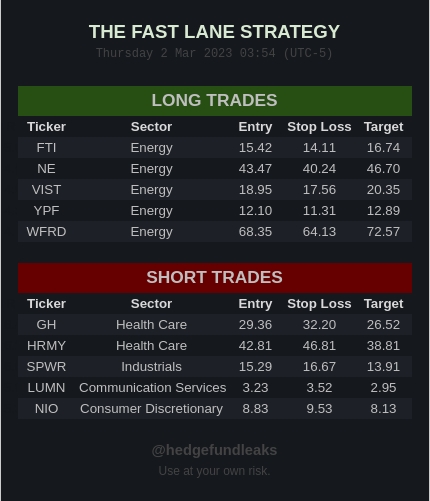 THE FAST LANE STRATEGY
Thursday 2 Mar 2023 03:54 (UTC-5)
LONG TRADES
Ticker Sector Entry Stop Loss Target
FTI Energy 15.42 14.11 16.74
NE Energy 43.47 40.24 46.70
VIST Energy 18.95 17.56 20.35
YPF Energy 12.10 11.31 12.89
WFRD Energy 68.35 64.13 72.57
SHORT TRADES
Ticker Sector Entry Stop Loss Target
GH Health Care 29.36 32.20 26.52
HRMY Health Care 42.81 46.81 38.81
SPWR Industrials 15.29 16.67 13.91
LUMN Communication Services 3.23 3.52 2.95
NIO Consumer Discretionary 8.83 9.53 8.13
@hedgefundleaks
Use at your own risk.